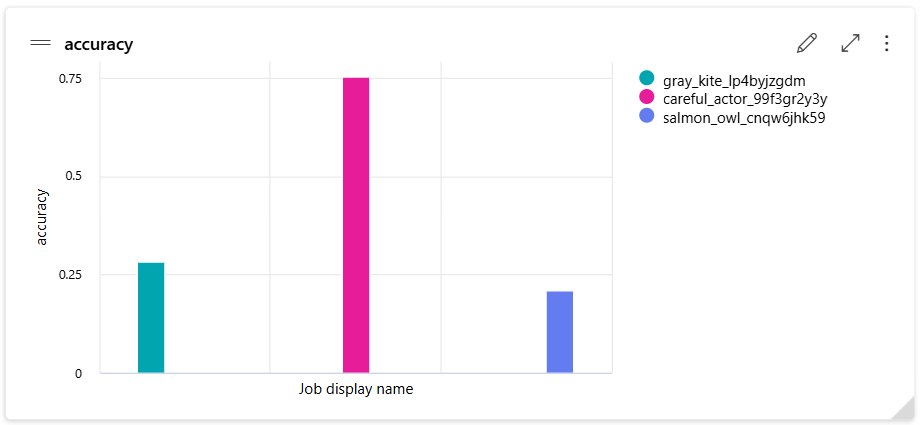 accuracy
0.75
0.5
0.25
0
accuracy
Job display name
gray_kite_lp4byjzgdm
careful_actor_99f3gr2y3y
salmon_owl_cnqw6jhk59